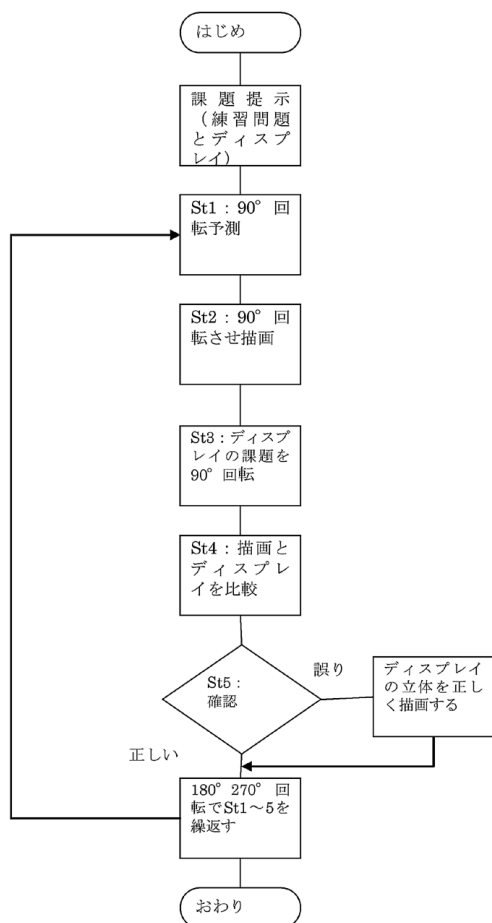 はじめ
課題提示
（練習問題
とディスプ
レイ）
St1：90°回
転予測
St2：90°回
転させ描画
St3：ディスプ
レイの課題を
90°回転
St4：描画と
ディスプレ
イを比較
St5：
確認
誤り
ディスプレイ
の立体を正し
く描画する
正しい
180°270°回
転でSt1～5を
繰返す
おわり